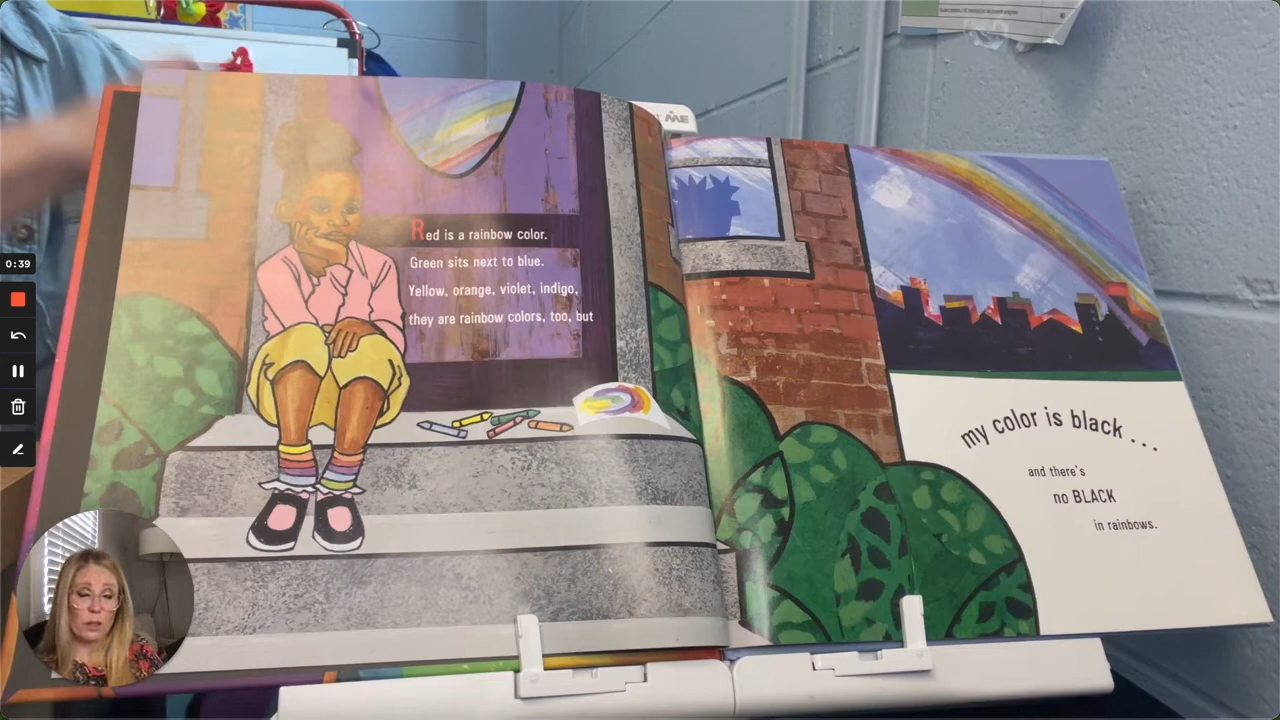 Red is a rainbow color.
Green sits next to blue.
Yellow, orange, violet, indigo,
they are rainbow colors, too, but
my color is black . . .
and there's
no BLACK
in rainbows.
ME
0:39